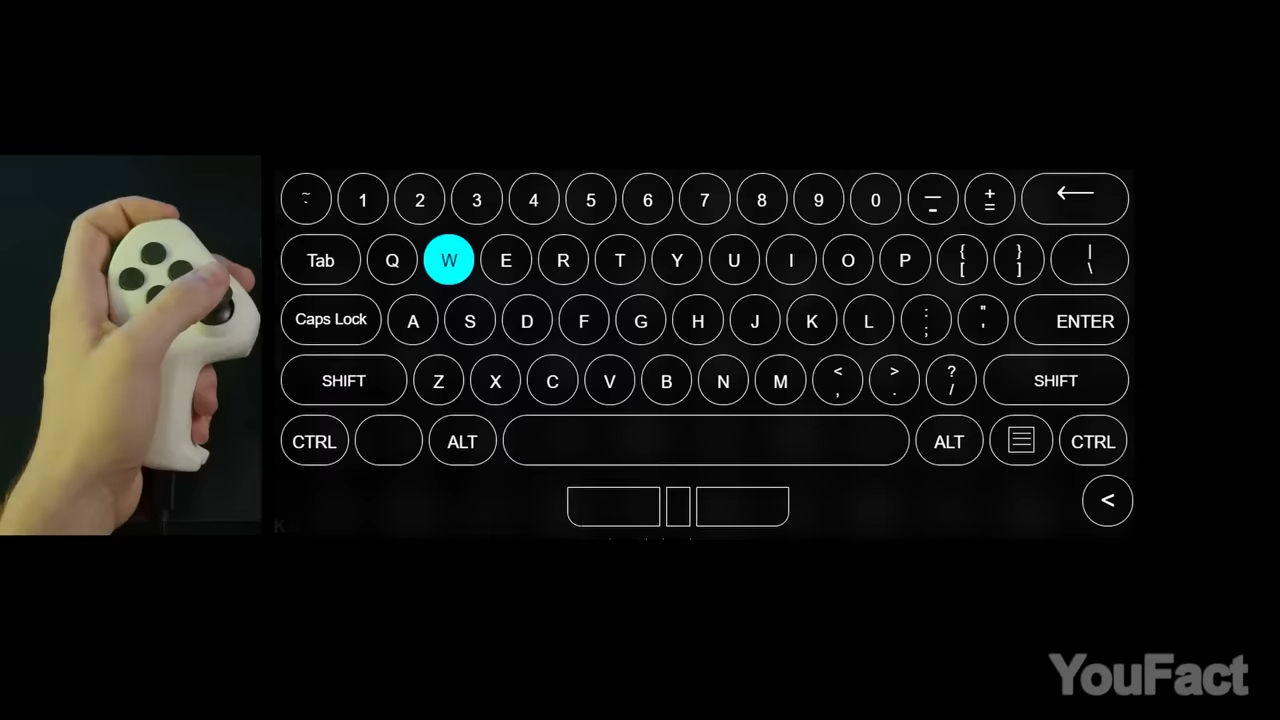 ~ ` 1 2 3 4 5 6 7 8 9 0 — - + = ←
Tab Q W E R T Y U I O P { [ } ] | \
Caps Lock A S D F G H J K L : ; " ' ENTER
SHIFT Z X C V B N M < , > . ? / SHIFT
CTRL ALT ALT CTRL
<
K
YouFact